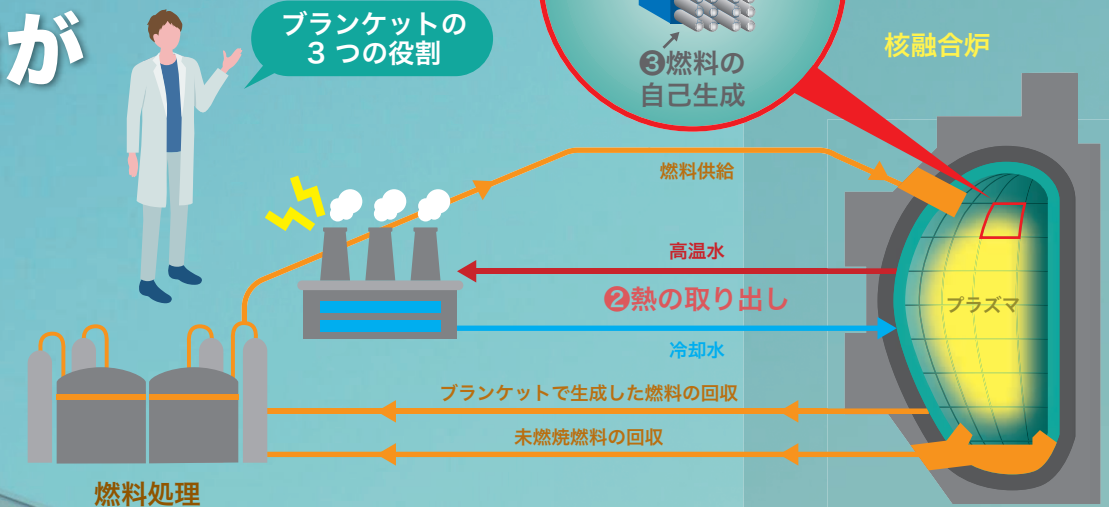 が
ブランケットの
3つの役割
❸燃料の
自己生成
核融合炉
燃料供給
高温水
❷熱の取り出し
プラズマ
冷却水
ブランケットで生成した燃料の回収
未燃焼燃料の回収
燃料処理